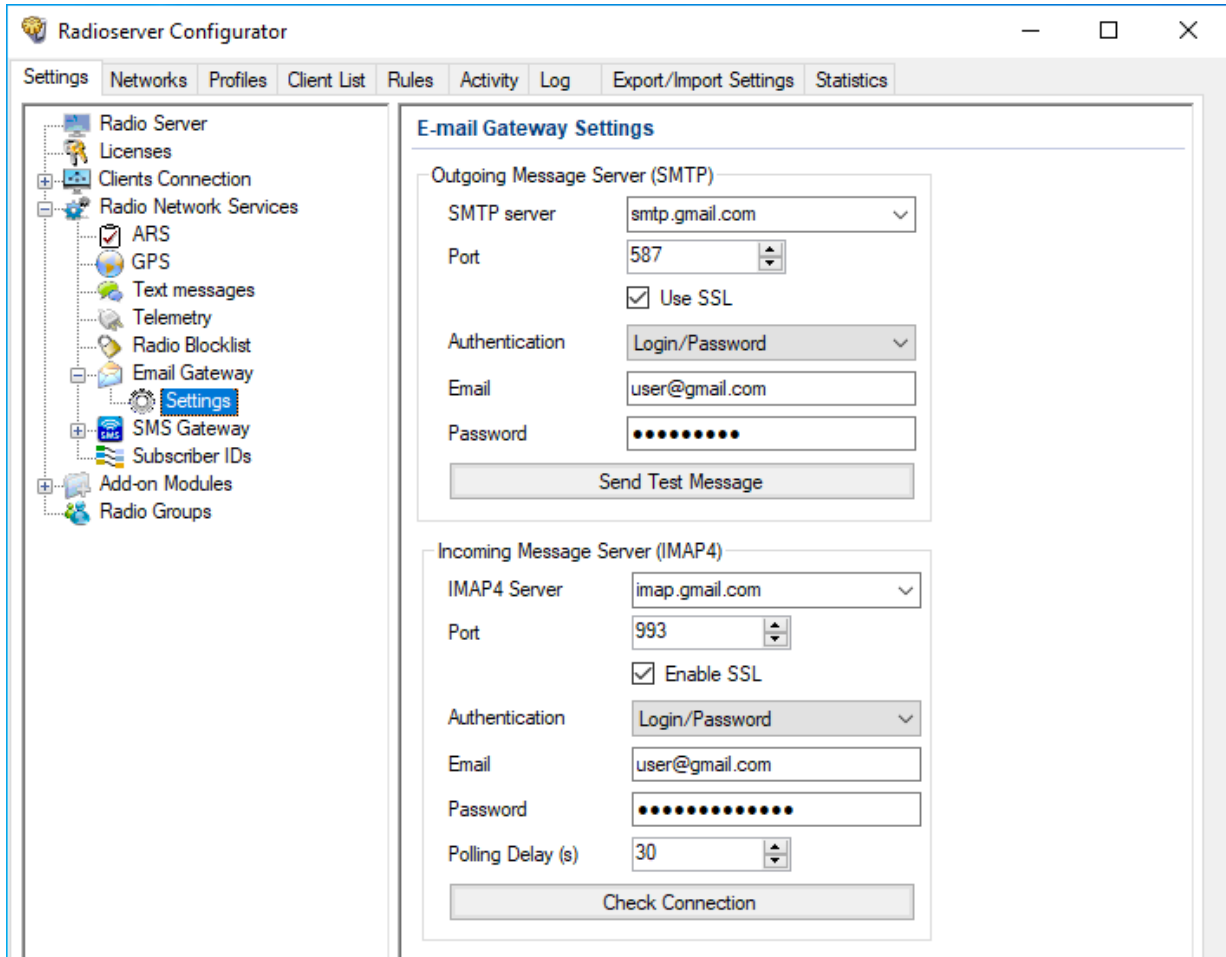 Radioserver Configurator
Settings Networks Profiles Client List Rules Activity Log Export/Import Settings Statistics
Radio Server
Licenses
Clients Connection
Radio Network Services
ARS
GPS
Text messages
Telemetry
Radio Blocklist
Email Gateway
Settings
SMS Gateway
Subscriber IDs
Add-on Modules
Radio Groups
E-mail Gateway Settings
Outgoing Message Server (SMTP)
SMTP server smtp.gmail.com
Port 587
Use SSL
Authentication Login/Password
Email user@gmail.com
Password •••••••••
Send Test Message
Incoming Message Server (IMAP4)
IMAP4 Server imap.gmail.com
Port 993
Enable SSL
Authentication Login/Password
Email user@gmail.com
Password •••••••••••••
Polling Delay (s) 30
Check Connection